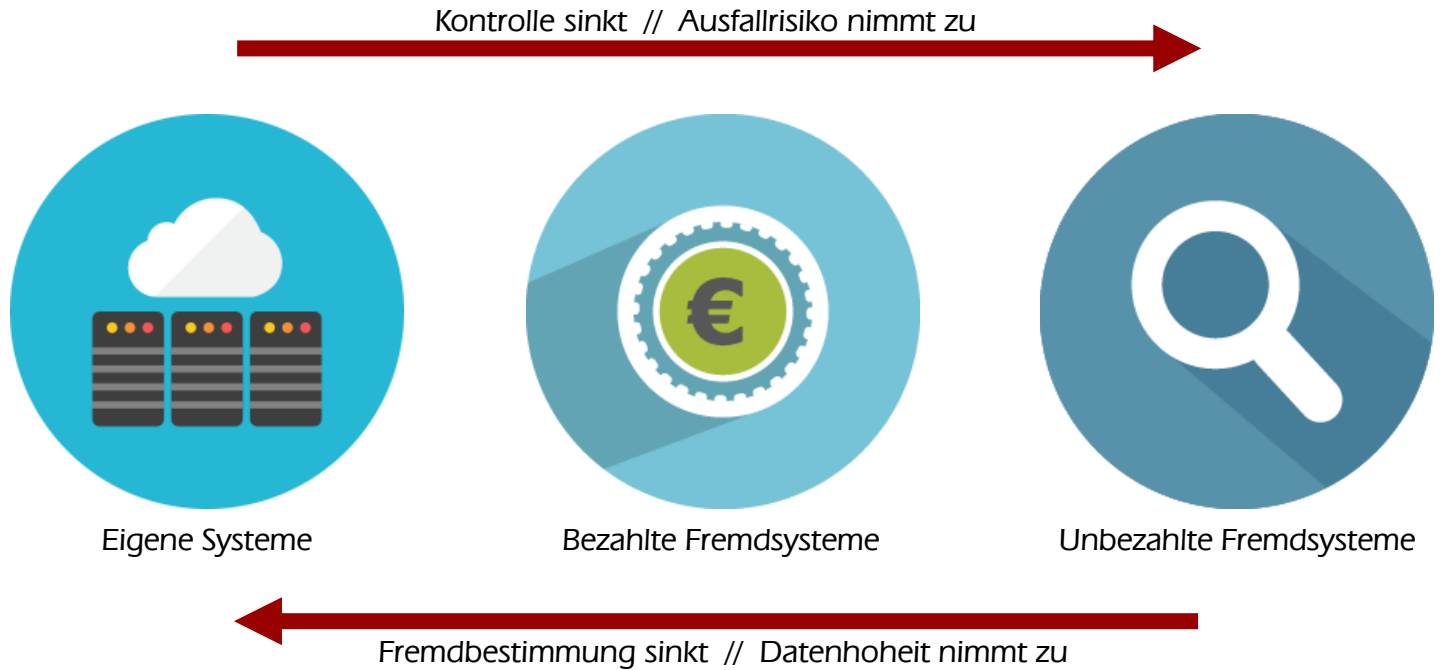 Kontrolle sinkt // Ausfallrisiko nimmt zu
€
Eigene Systeme
Bezahlte Fremdsysteme
Unbezahlte Fremdsysteme
Fremdbestimmung sinkt // Datenhoheit nimmt zu